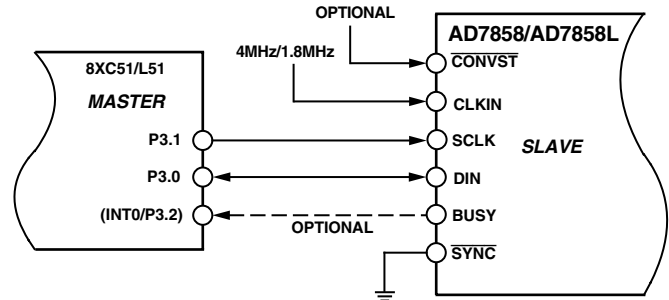 OPTIONAL
AD7858/AD7858L
4MHz/1.8MHz
CONVST
8XC51/L51
MASTER
CLKIN
P3.1
SCLK
SLAVE
P3.0
DIN
(INT0/P3.2)
BUSY
OPTIONAL
SYNC